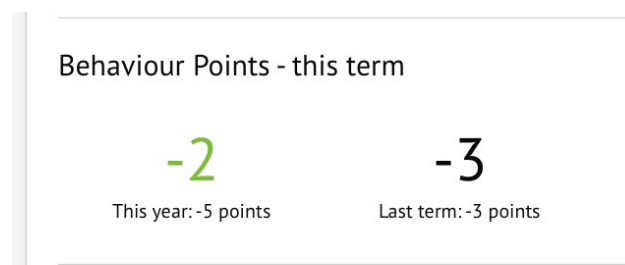 Behaviour Points - this term
-2 -3
This year: -5 points Last term: -3 points